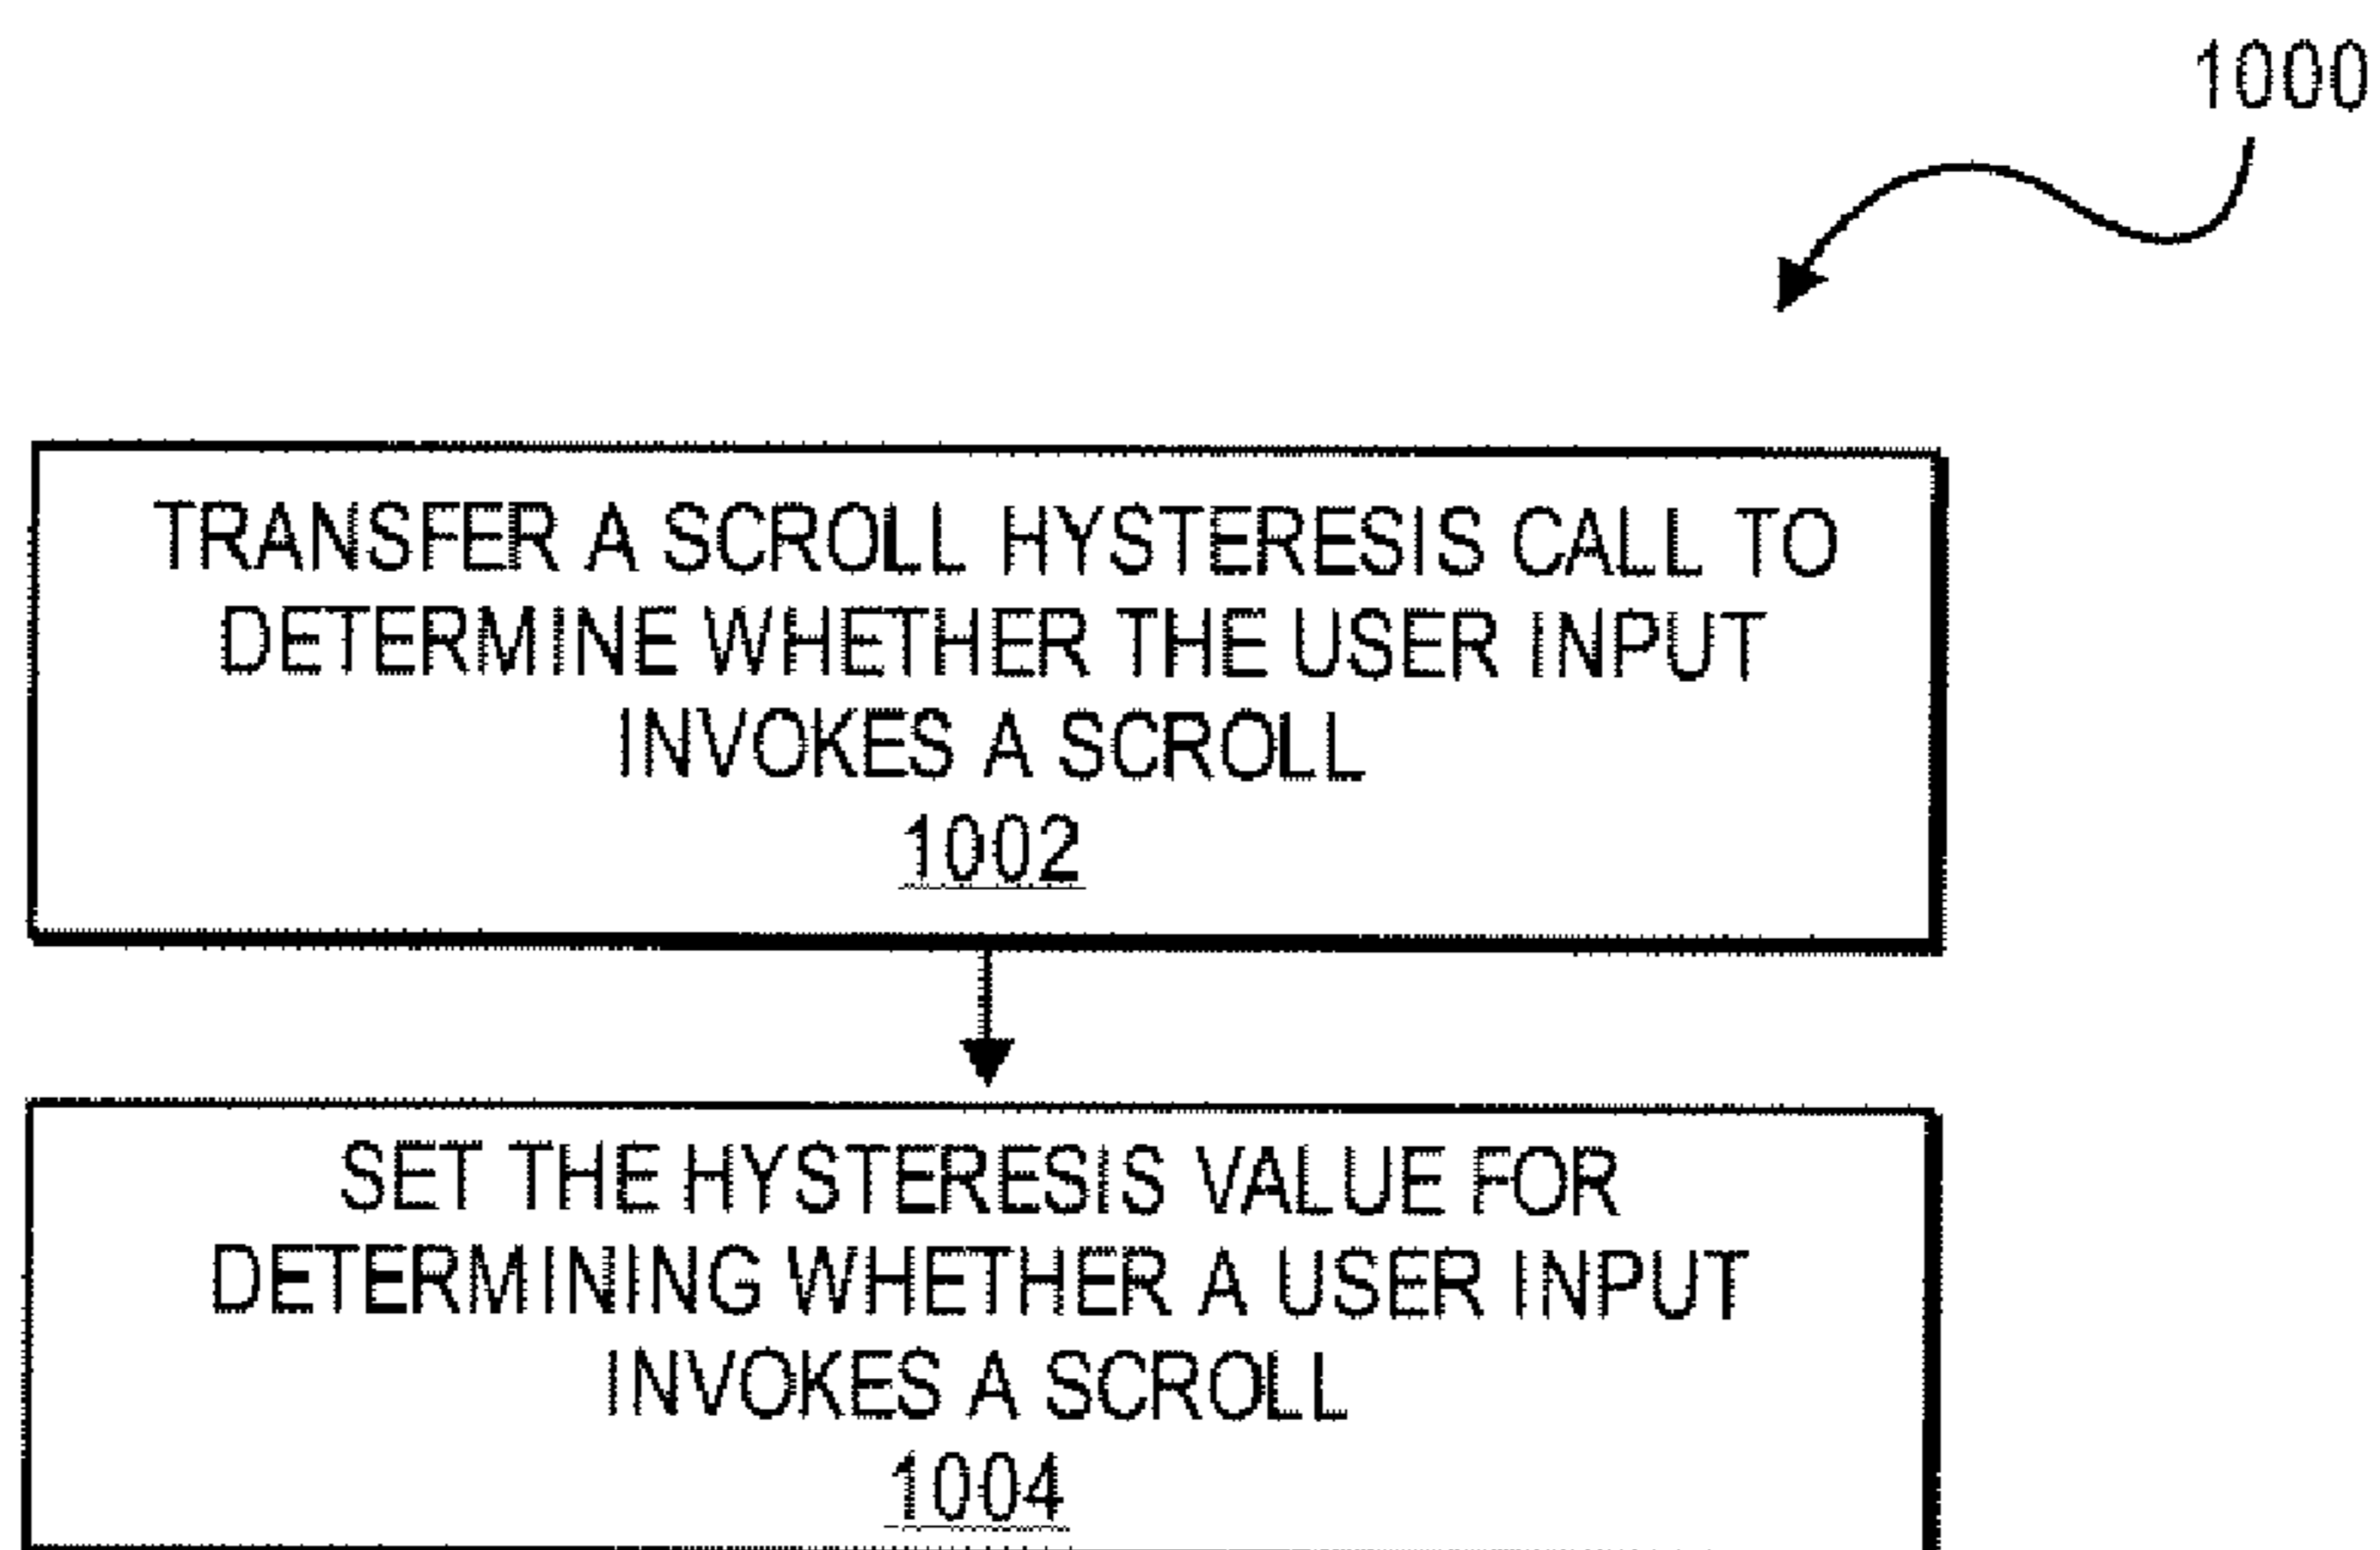 1000
TRANSFER A SCROLL HYSTERESIS CALL TO
DETERMINE WHETHER THE USER INPUT
INVOKES A SCROLL
1002
SET THE HYSTERESIS VALUE FOR
DETERMINING WHETHER A USER INPUT
INVOKES A SCROLL
1004